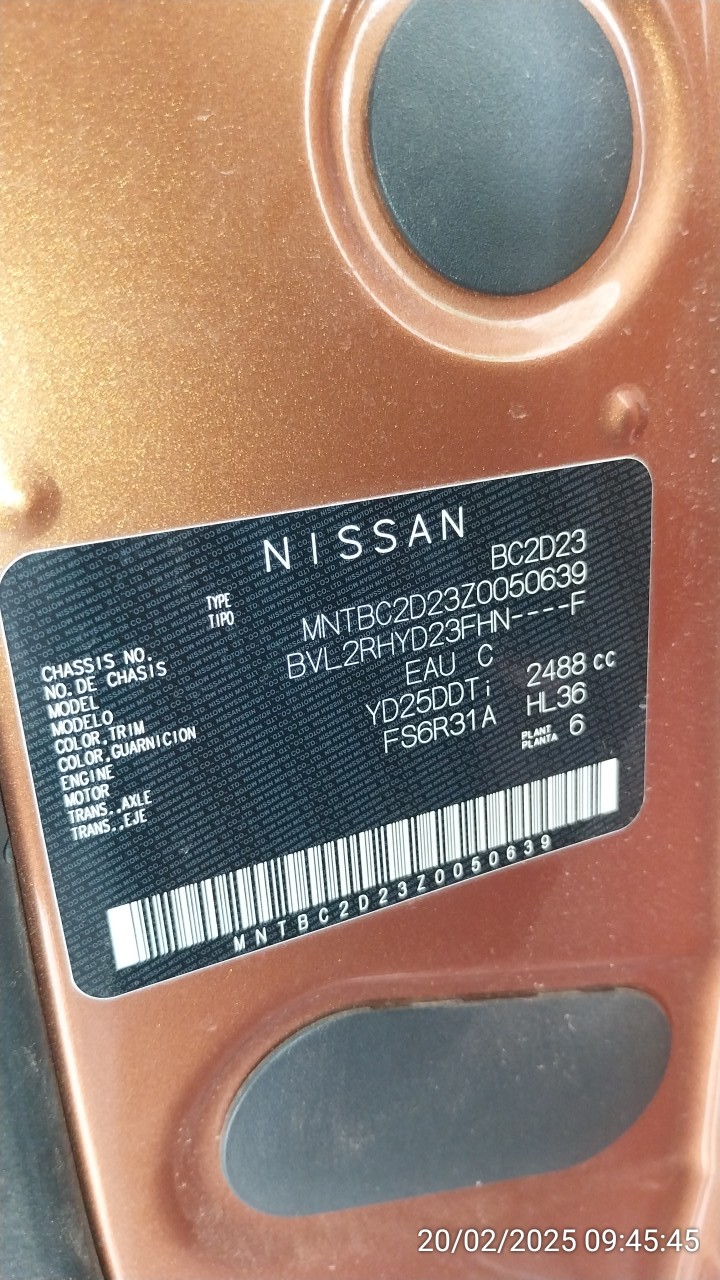 NISSAN
TYPE BC2D23
TIPO
CHASSIS NO. MNTBC2D23Z0050639
NO. DE CHASIS
MODEL BVL2RHYD23FHN----F
MODELO
COLOR,TRIM EAU C
COLOR,GUARNICION
ENGINE YD25DDTi 2488 cc
MOTOR
TRANS.,AXLE FS6R31A HL36
TRANS.,EJE
PLANT 6
PLANTA
MNTBC2D23Z0050639
20/02/2025 09:45:45